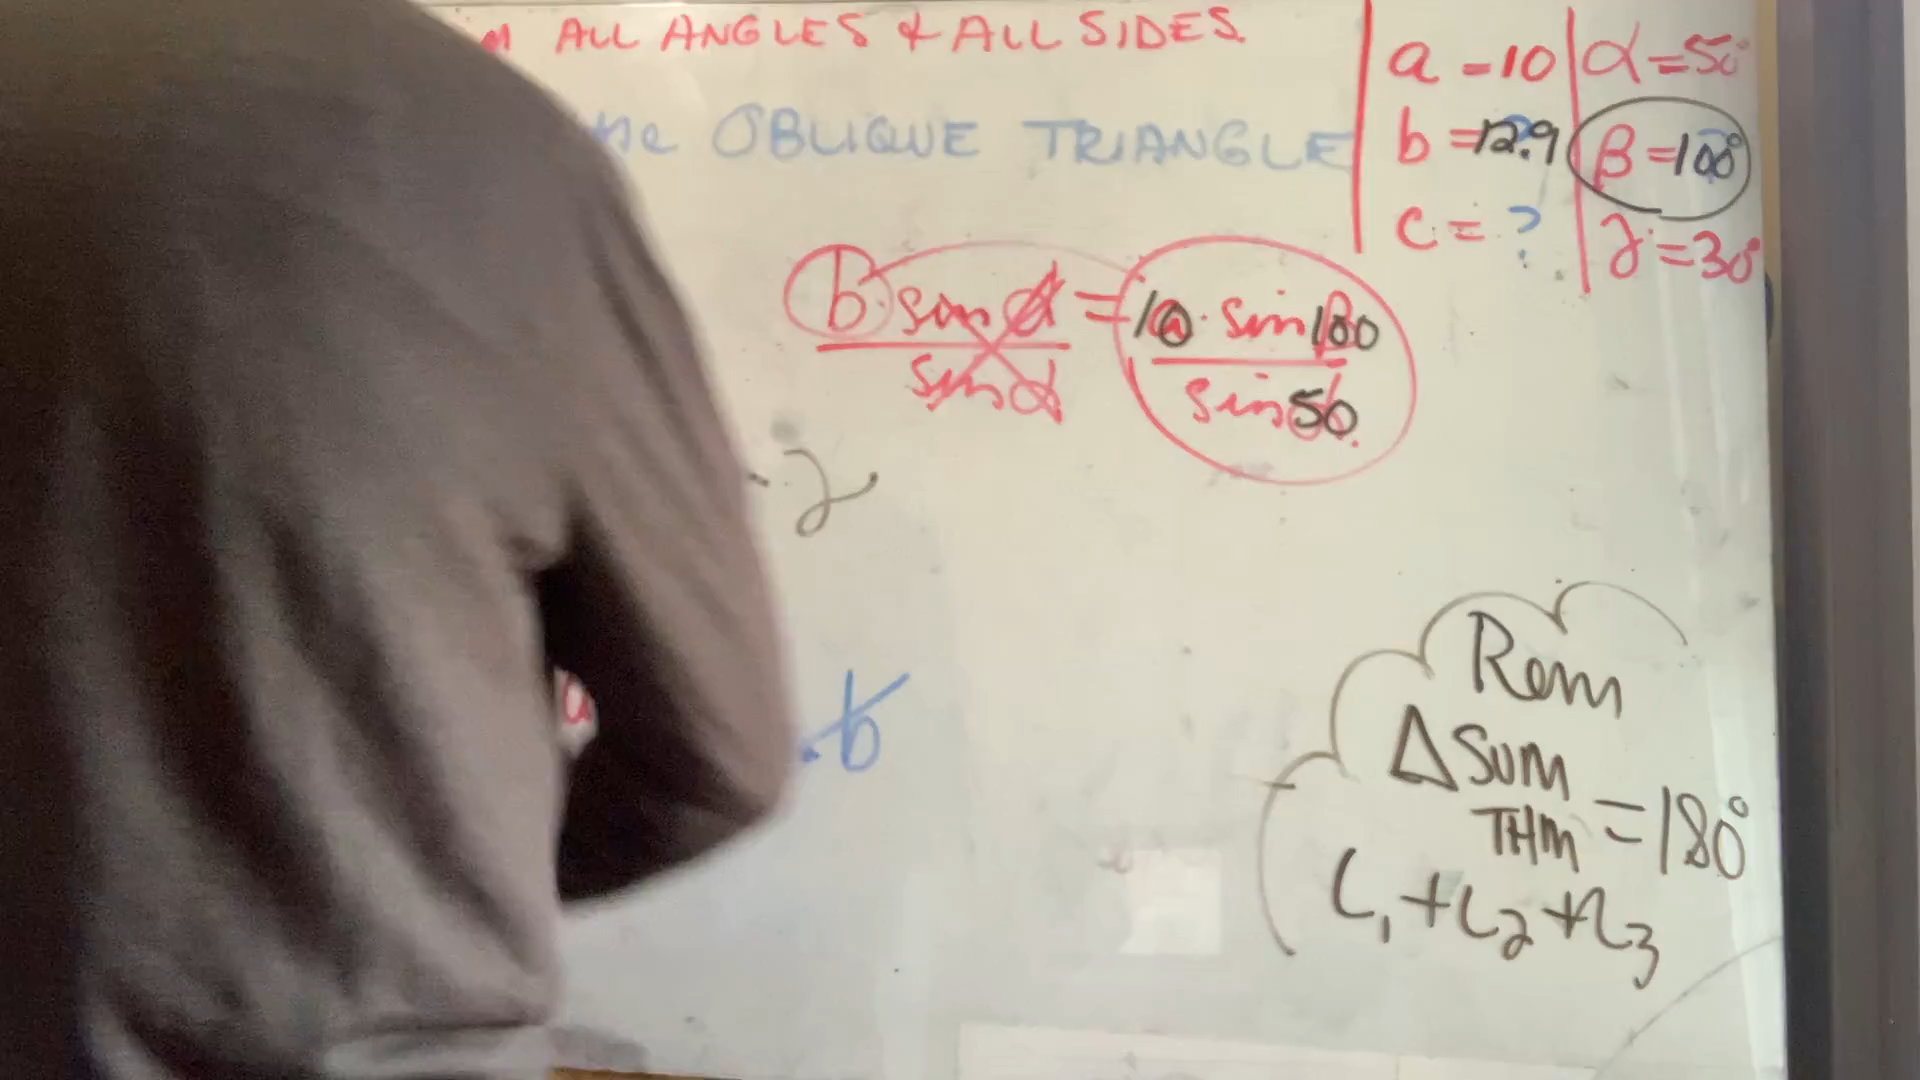 ALL ANGLES & ALL SIDES.
the OBLIQUE TRIANGLE
a = 10 α = 50°
b = 12.9 β = 100°
c = ? γ = 30°
b · sin α = 10 · sin 100
sin α sin 50
γ
b
a
Rem
Δ SUM
THM = 180°
∠1 + ∠2 + ∠3